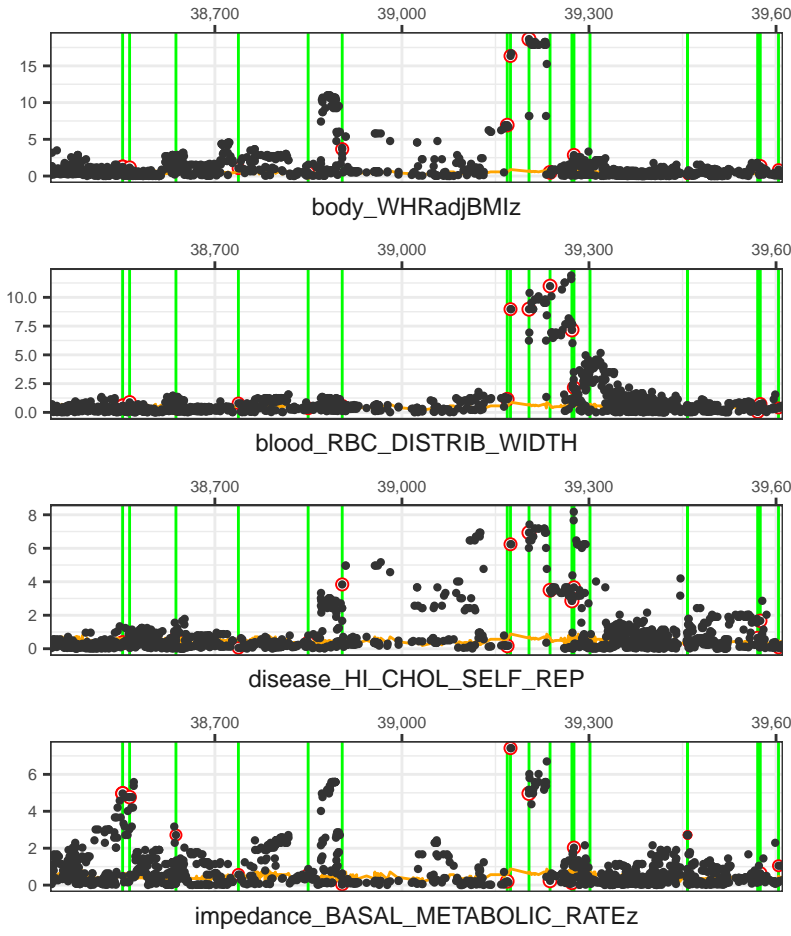 38,700 39,000 39,300 39,60
15
10
5
0
body_WHRadjBMIz
38,700 39,000 39,300 39,60
10.0
7.5
5.0
2.5
0.0
blood_RBC_DISTRIB_WIDTH
38,700 39,000 39,300 39,60
8
6
4
2
0
disease_HI_CHOL_SELF_REP
38,700 39,000 39,300 39,60
6
4
2
0
impedance_BASAL_METABOLIC_RATEz